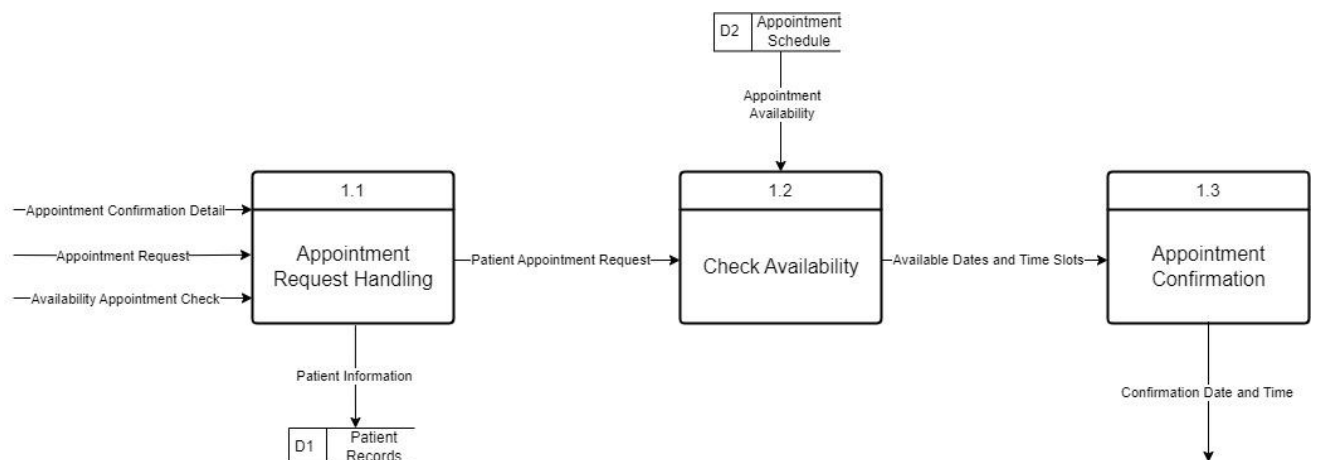 D2
Appointment
Schedule
Appointment
Availability
1.1
1.2
1.3
Appointment Confirmation Detail
Appointment Request
Availability Appointment Check
Appointment
Request Handling
Patient Appointment Request
Check Availability
Available Dates and Time Slots
Appointment
Confirmation
Patient Information
Confirmation Date and Time
D1
Patient
Records